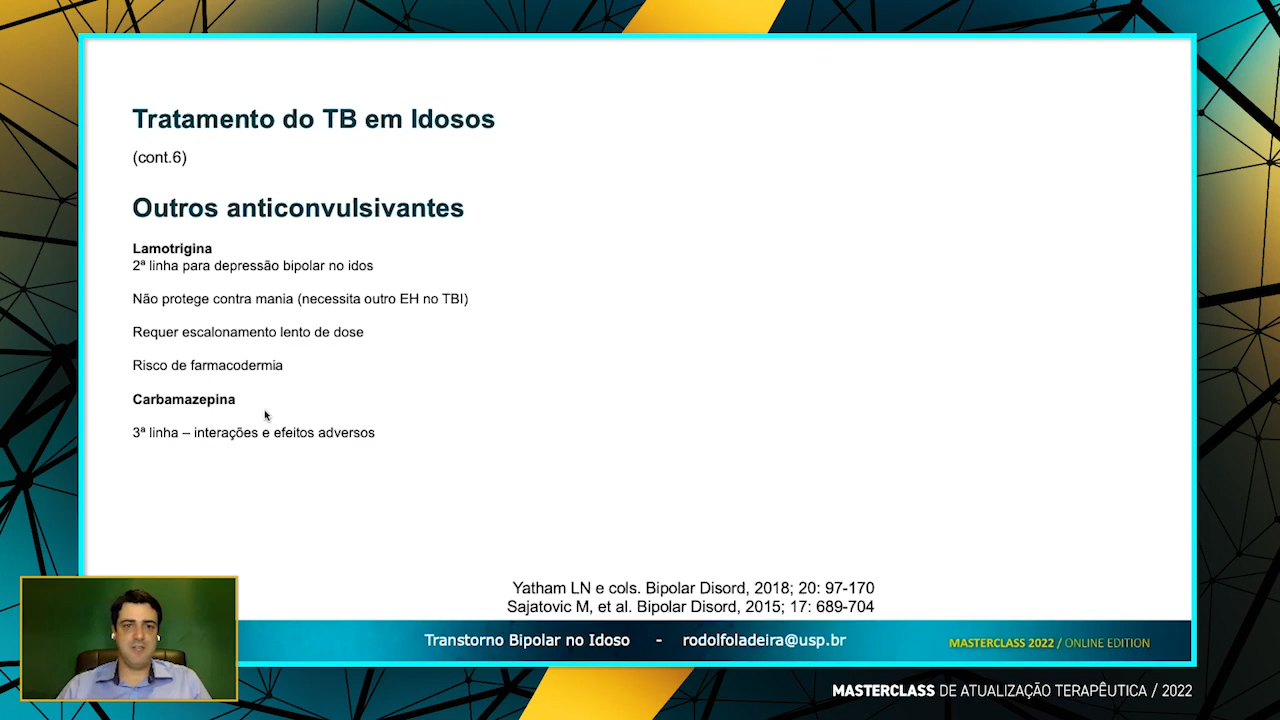 Tratamento do TB em Idosos
(cont.6)
Outros anticonvulsivantes
Lamotrigina
2ª linha para depressão bipolar no idos
Não protege contra mania (necessita outro EH no TBI)
Requer escalonamento lento de dose
Risco de farmacodermia
Carbamazepina
3ª linha – interações e efeitos adversos
Yatham LN e cols. Bipolar Disord, 2018; 20: 97-170
Sajatovic M, et al. Bipolar Disord, 2015; 17: 689-704
Transtorno Bipolar no Idoso - rodolfoladeira@usp.br
MASTERCLASS 2022 / ONLINE EDITION
MASTERCLASS DE ATUALIZAÇÃO TERAPÊUTICA / 2022